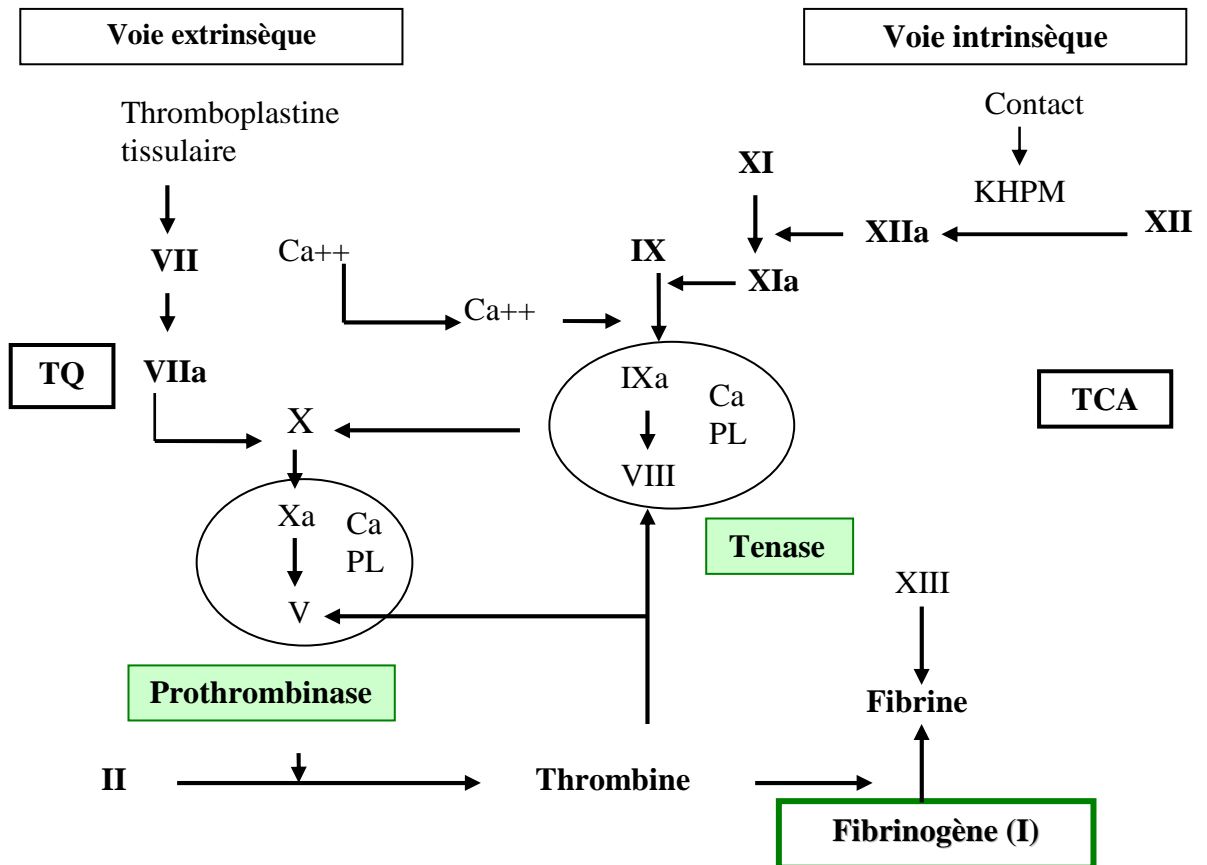 Voie extrinsèque
Voie intrinsèque
Thromboplastine
tissulaire
Contact
XI
KHPM
XII
XIIa
VII
Ca++
IX
XIa
Ca++
TQ
VIIa
IXa
Ca
PL
TCA
X
VIII
Xa
Ca
PL
Tenase
V
XIII
Prothrombinase
Fibrine
II
Thrombine
Fibrinogène (I)